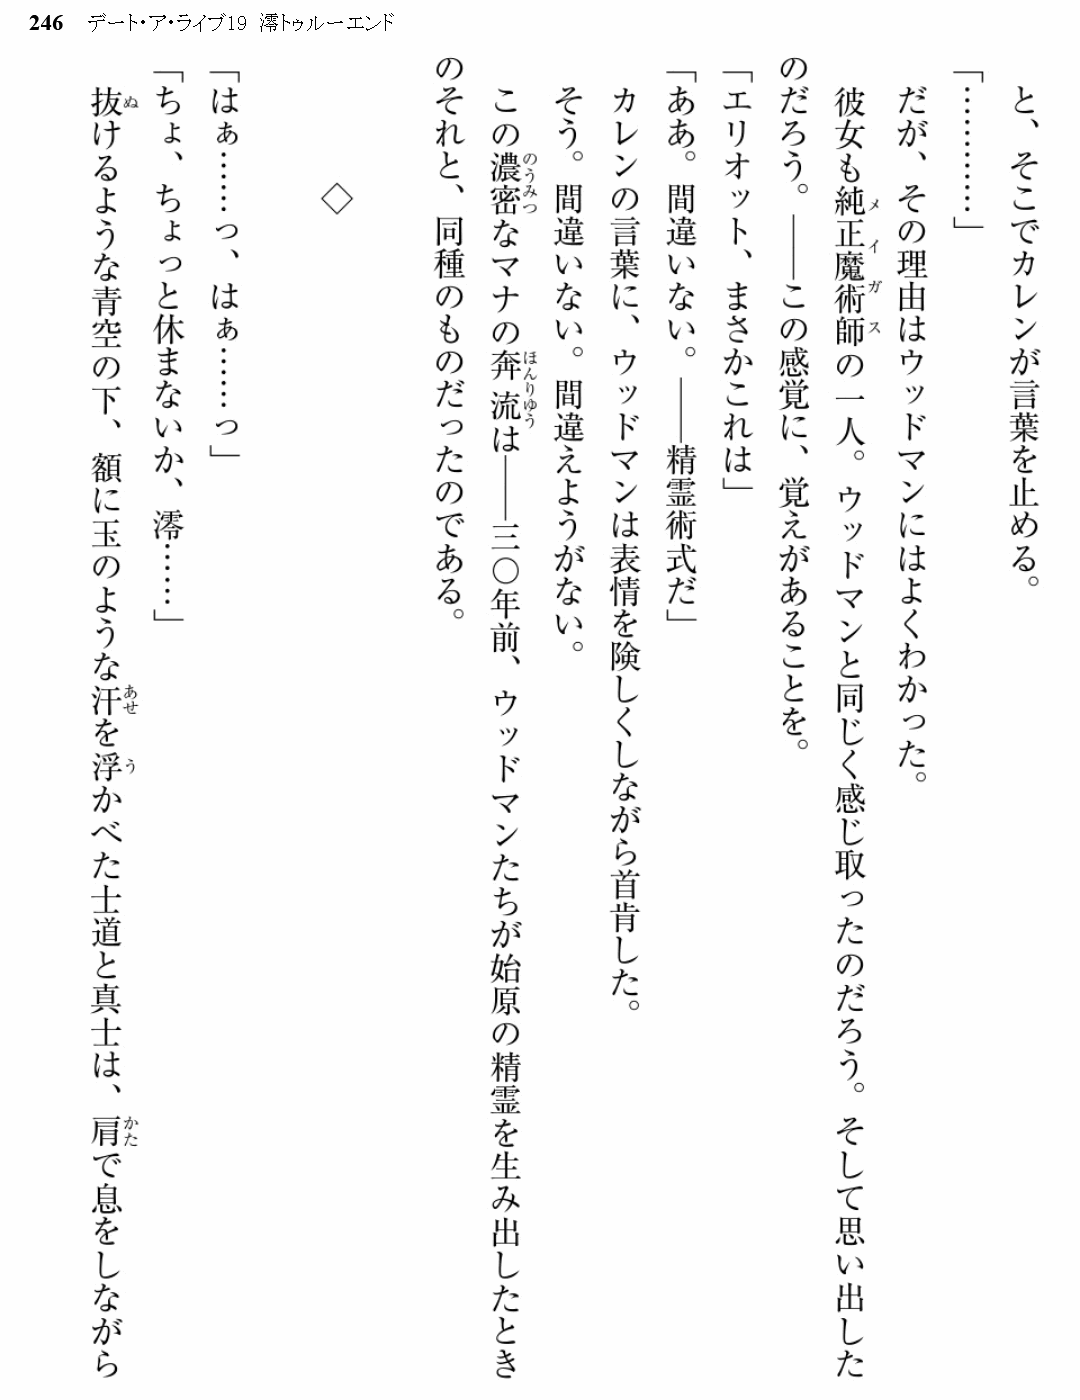 246 デート・ア・ライブ19 澪トゥルーエンド
と、そこでカレンが言葉を止める。
「…………」
だが、その理由はウッドマンにはよくわかった。
彼女も純正魔術師の一人。ウッドマンと同じく感じ取ったのだろう。そして思い出した
メイガス
のだろう。――この感覚に、覚えがあることを。
「エリオット、まさかこれは」
「ああ。間違いない。――精霊術式だ」
カレンの言葉に、ウッドマンは表情を険しくしながら首肯した。
そう。間違いない。間違えようがない。
この濃密なマナの奔流は――三〇年前、ウッドマンたちが始原の精霊を生み出したとき
のうみつ ほんりゆう
のそれと、同種のものだったのである。
◇
「はぁ……っ、はぁ……っ」
「ちょ、ちょっと休まないか、澪……」
抜けるような青空の下、額に玉のような汗を浮かべた士道と真士は、肩で息をしながら
ぬ あせ う かた